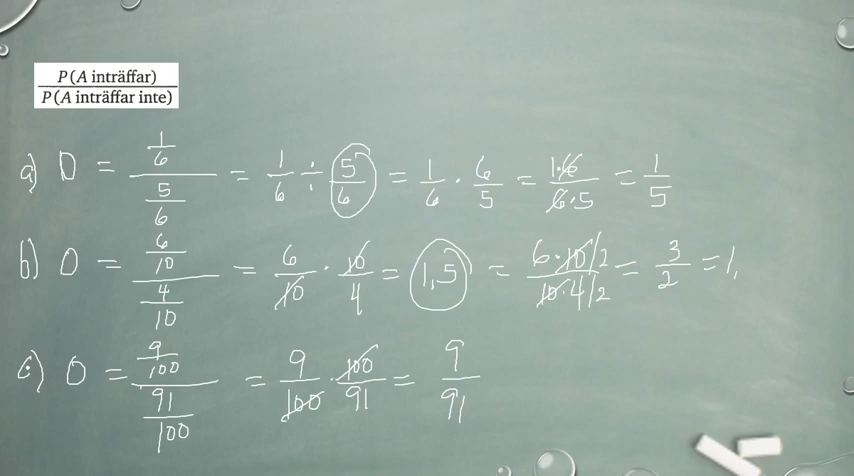 P(A inträffar)
P(A inträffar inte)
a) O = 1/6 / 5/6 = 1/6 ÷ 5/6 = 1/6 · 6/5 = 1·6/6·5 = 1/5
b) O = 6/10 / 4/10 = 6/10 · 10/4 = 1,5 = 6·10/2 / 10·4/2 = 3/2 = 1,
c) O = 9/100 / 91/100 = 9/100 · 100/91 = 9/91